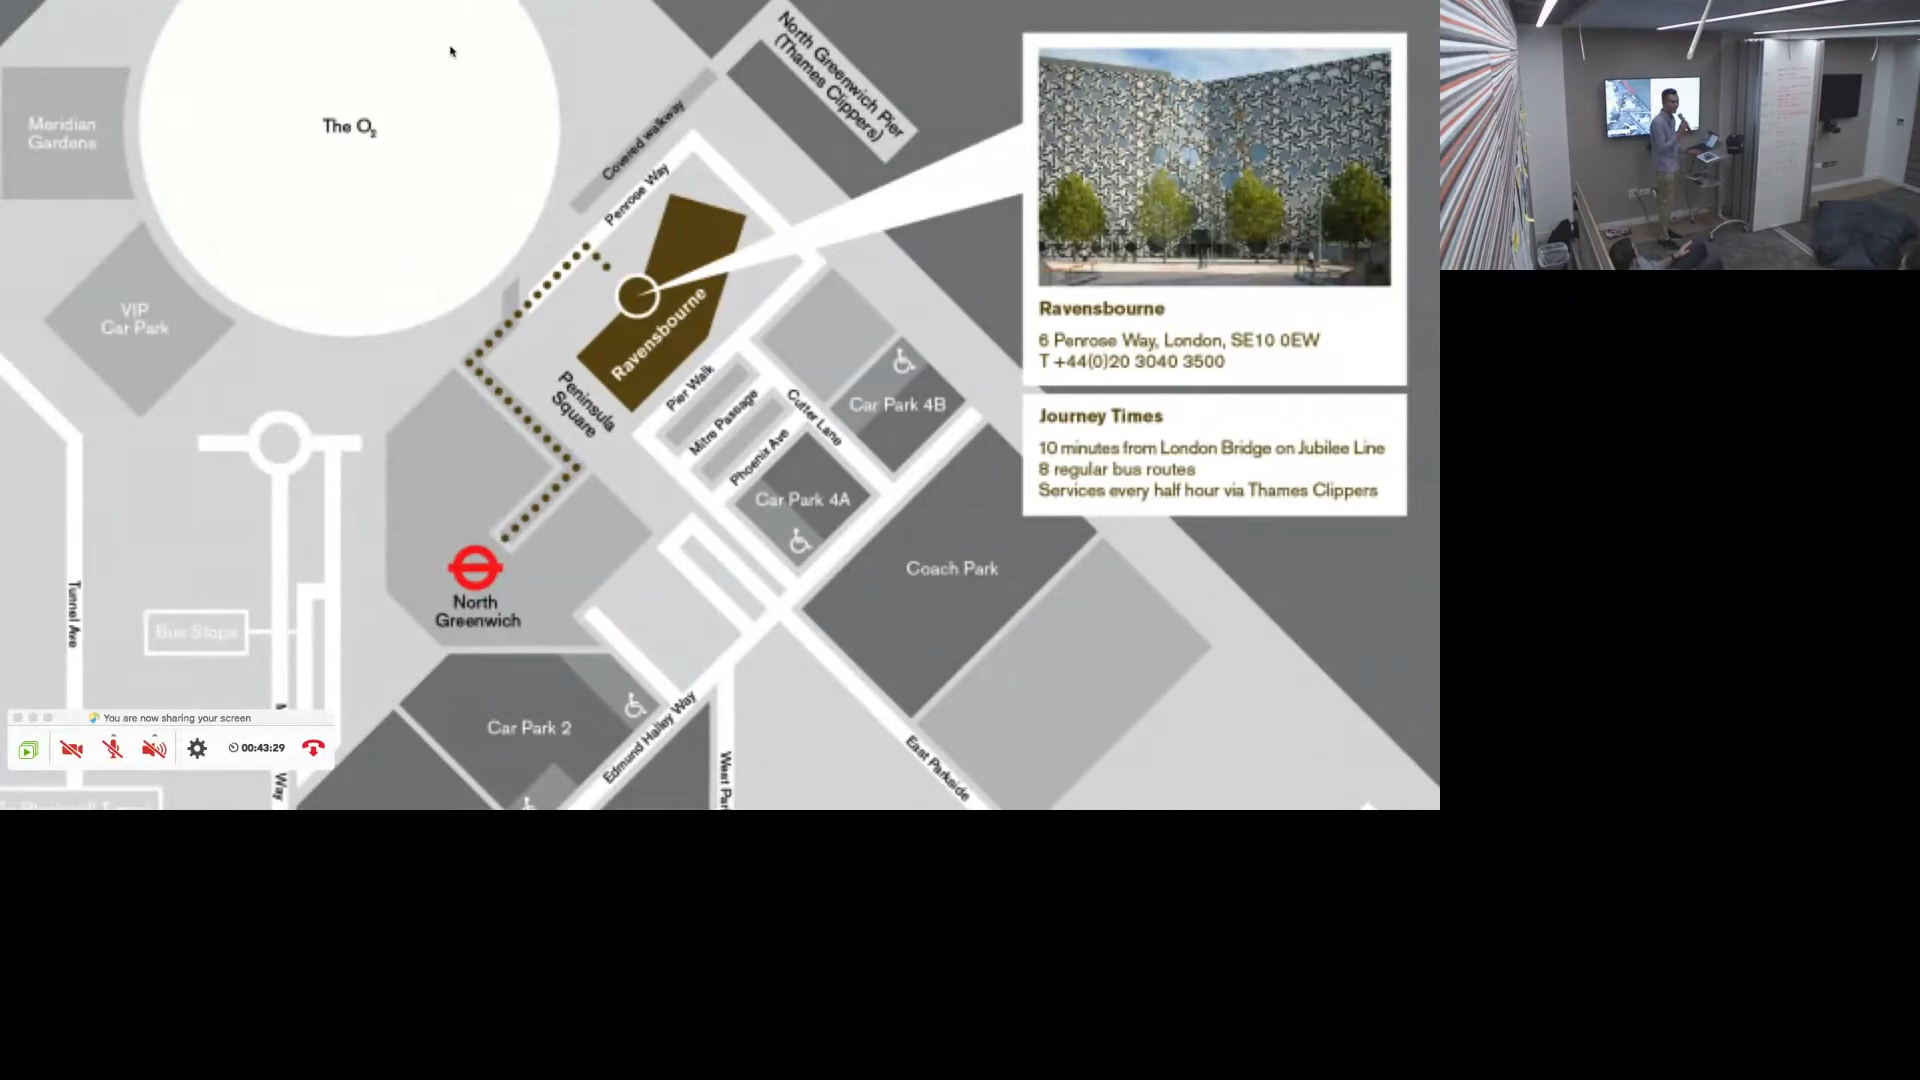 North Greenwich Pier
(Thames Clippers)
The O2
Meridian
Gardens
Covered walkway
Penrose Way
VIP
Car Park
Ravensbourne
Peninsula
Square
Pier Walk
Mitre Passage
Phoenix Ave
Cutter Lane
Car Park 4B
Car Park 4A
Coach Park
North
Greenwich
Tunnel Ave
Bus Stops
Car Park 2
Edmund Halley Way
West Par
East Parkside
Way
Ravensbourne
6 Penrose Way, London, SE10 0EW
T +44(0)20 3040 3500
Journey Times
10 minutes from London Bridge on Jubilee Line
8 regular bus routes
Services every half hour via Thames Clippers
You are now sharing your screen
00:43:29